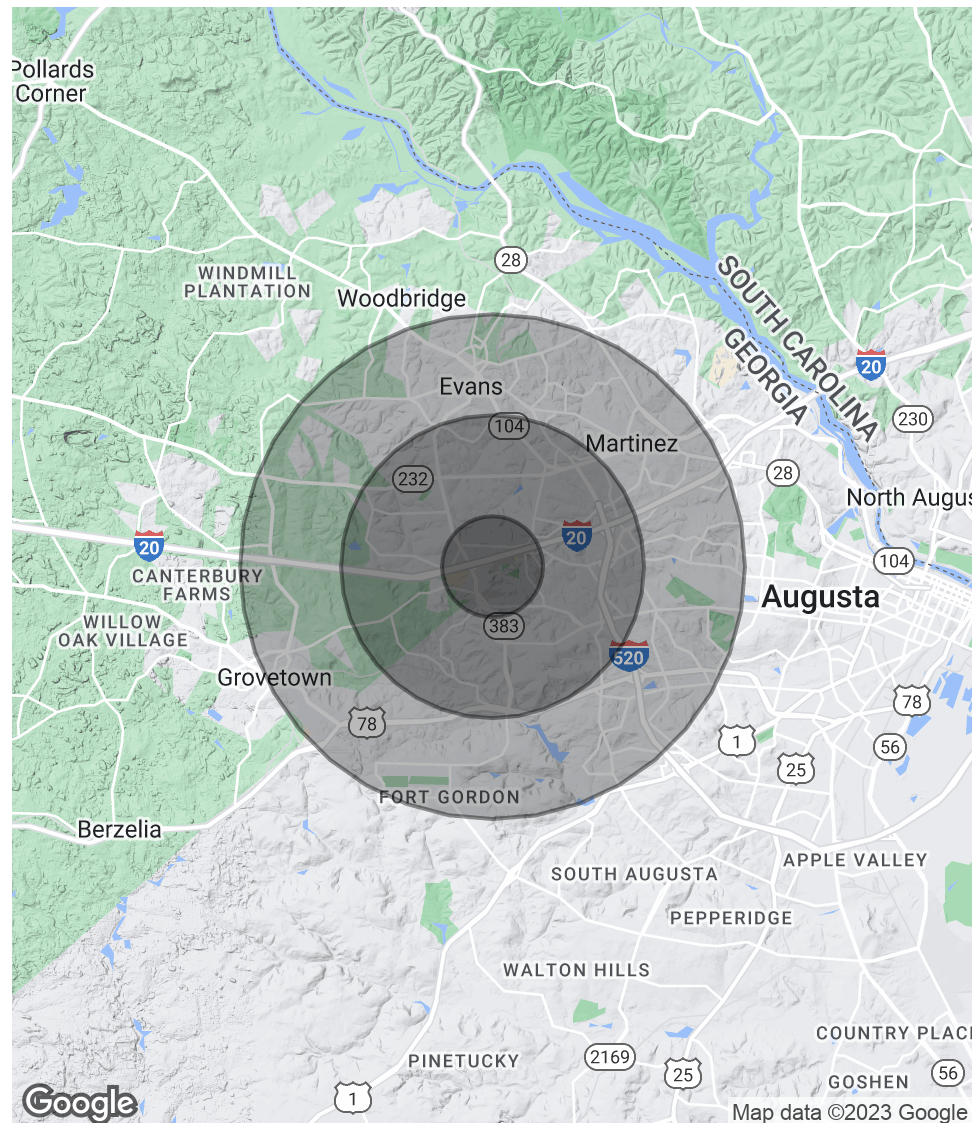 Pollards
Corner
28
WINDMILL
PLANTATION
Woodbridge
SOUTH CAROLINA
GEORGIA
20
Evans
104
230
Martinez
232
28
North Augus
20
20
104
CANTERBURY
FARMS
Augusta
WILLOW
OAK VILLAGE
383
520
Grovetown
78
78
1
56
25
FORT GORDON
Berzelia
APPLE VALLEY
SOUTH AUGUSTA
PEPPERIDGE
WALTON HILLS
COUNTRY PLAC
PINETUCKY
2169
25
56
GOSHEN
1
Google
Map data ©2023 Google